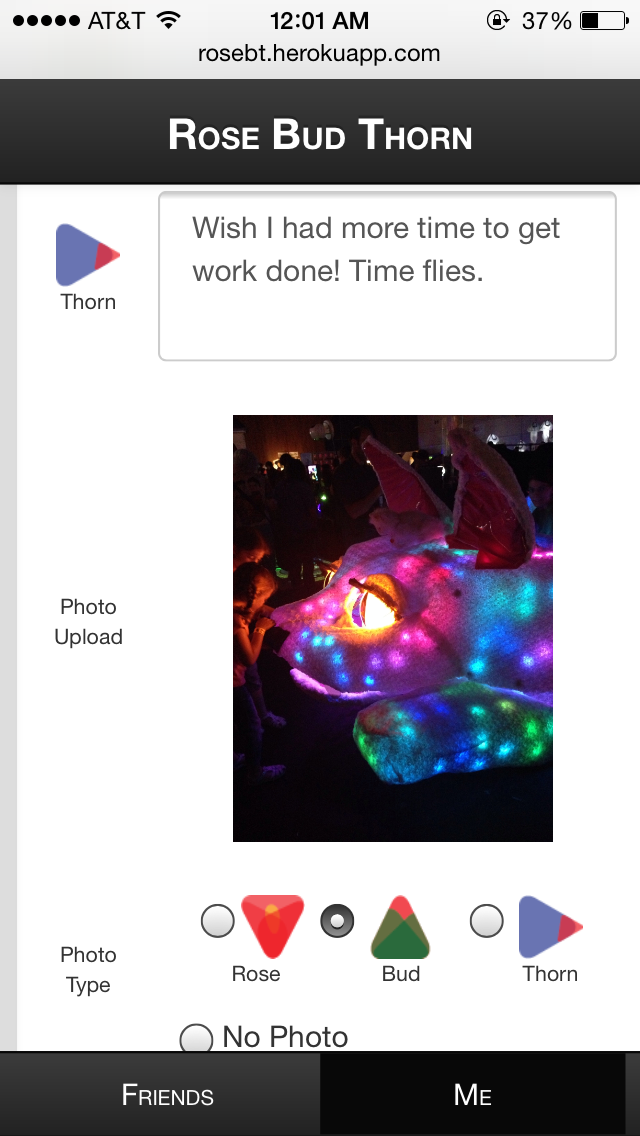 AT&T 12:01 AM 37%
rosebt.herokuapp.com
Rose Bud Thorn
Wish I had more time to get
work done! Time flies.
Thorn
Photo
Upload
Rose Bud Thorn
Photo
Type
No Photo
Friends Me